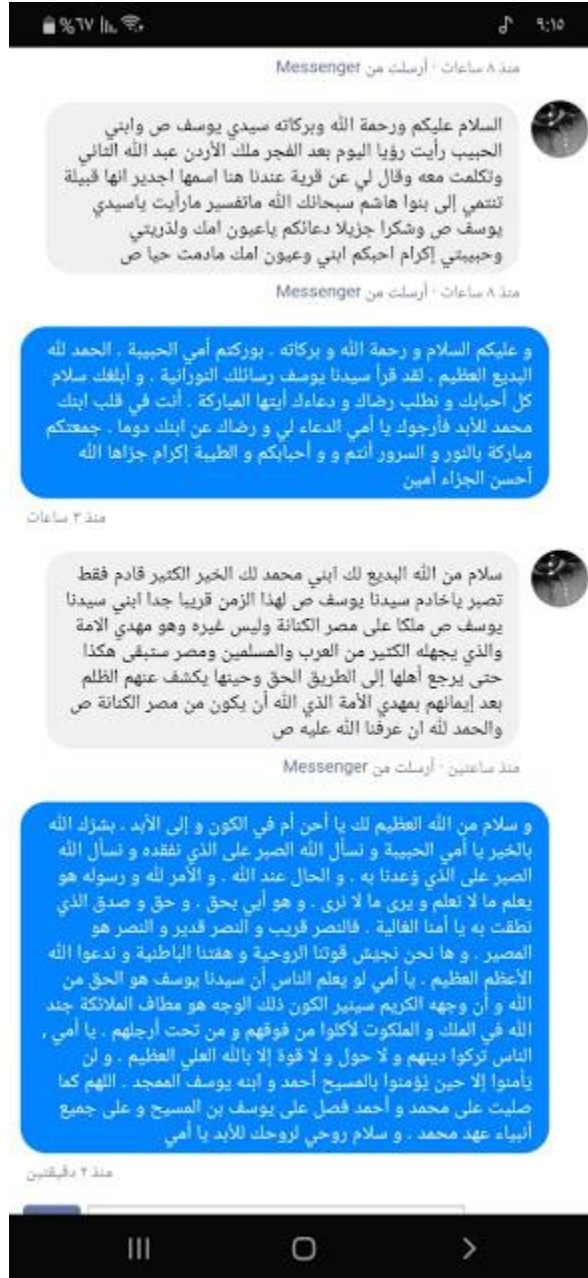 ٩:١٥
%٦٧
منذ ٨ ساعات · أرسلت من Messenger
السلام عليكم ورحمة الله وبركاته سيدي يوسف ص وابني
الحبيب رأيت رؤيا اليوم بعد الفجر ملك الأردن عبد الله الثاني
وتكلمت معه وقال لي عن قرية عندنا هنا اسمها اجدير انها قبيلة
تنتمي إلى بنوا هاشم سبحانك الله ماتفسير مارأيت ياسيدي
يوسف ص وشكرا جزيلا دعائكم ياعيون امك ولذريتي
وحبيبتي إكرام احبكم ابني وعيون امك مادمت حيا ص
منذ ٨ ساعات · أرسلت من Messenger
و عليكم السلام و رحمة الله و بركاته . بوركتم أمي الحبيبة . الحمد لله
البديع العظيم . لقد قرأ سيدنا يوسف رسائلك النورانية . و أبلغك سلام
كل أحبابك و نطلب رضاك و دعاءك أيتها المباركة . أنت في قلب ابنك
محمد للأبد فأرجوك يا أمي الدعاء لي و رضاك عن ابنك دوما . جمعتكم
مباركة بالنور و السرور أنتم و و أحبابكم و الطيبة إكرام جزاها الله
أحسن الجزاء أمين
منذ ٣ ساعات
سلام من الله البديع لك ابني محمد لك الخير الكثير قادم فقط
تصبر ياخادم سيدنا يوسف ص لهذا الزمن قريبا جدا ابني سيدنا
يوسف ص ملكا على مصر الكنانة وليس غيره وهو مهدي الامة
والذي يجهله الكثير من العرب والمسلمين ومصر ستبقى هكذا
حتى يرجع أهلها إلى الطريق الحق وحينها يكشف عنهم الظلم
بعد إيمانهم بمهدي الأمة الذي الله أن يكون من مصر الكنانة ص
والحمد لله ان عرفنا الله عليه ص
منذ ساعتين · أرسلت من Messenger
و سلام من الله العظيم لك يا أحن أم في الكون و إلى الأبد . بشرك الله
بالخير يا أمي الحبيبة و نسأل الله الصبر على الذي نفقده و نسأل الله
الصبر على الذي وعدنا به . و الحال عند الله . و الأمر لله و رسوله هو
يعلم ما لا نعلم و يرى ما لا نرى . و هو أبي بحق . و حق و صدق الذي
نطقت به يا أمنا الغالية . فالنصر قريب و النصر قدير و النصر هو
المصير . و ها نحن نجيش قوتنا الروحية و همتنا الباطنية و ندعوا الله
الأعظم العظيم . يا أمي لو يعلم الناس أن سيدنا يوسف هو الحق من
الله و أن وجهه الكريم سينير الكون ذلك الوجه هو مطاف الملائكة جند
الله في الملك و الملكوت لأكلوا من فوقهم و من تحت أرجلهم . يا أمي ,
الناس تركوا دينهم و لا حول و لا قوة إلا بالله العلي العظيم . و لن
يأمنوا إلا حين يؤمنوا بالمسيح أحمد و ابنه يوسف الممجد . اللهم كما
صليت على محمد و أحمد فصل على يوسف بن المسيح و على جميع
أنبياء عهد محمد . و سلام روحي لروحك للأبد يا أمي
منذ ٢ دقيقتين